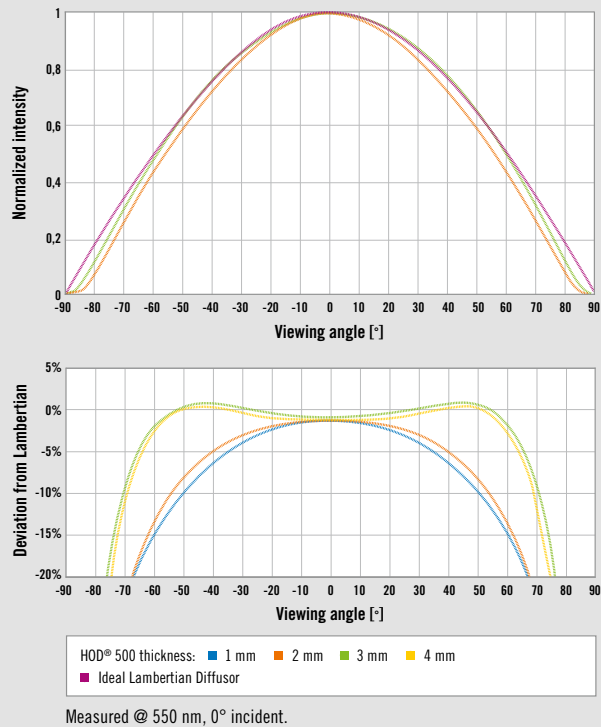 1
0,8
0,6
0,4
0,2
0
Normalized intensity
-90 -80 -70 -60 -50 -40 -30 -20 -10 0 10 20 30 40 50 60 70 80 90
Viewing angle [°]
5%
0%
-5%
-10%
-15%
-20%
Deviation from Lambertian
-90 -80 -70 -60 -50 -40 -30 -20 -10 0 10 20 30 40 50 60 70 80 90
Viewing angle [°]
HOD® 500 thickness: 1 mm 2 mm 3 mm 4 mm
Ideal Lambertian Diffusor
Measured @ 550 nm, 0° incident.